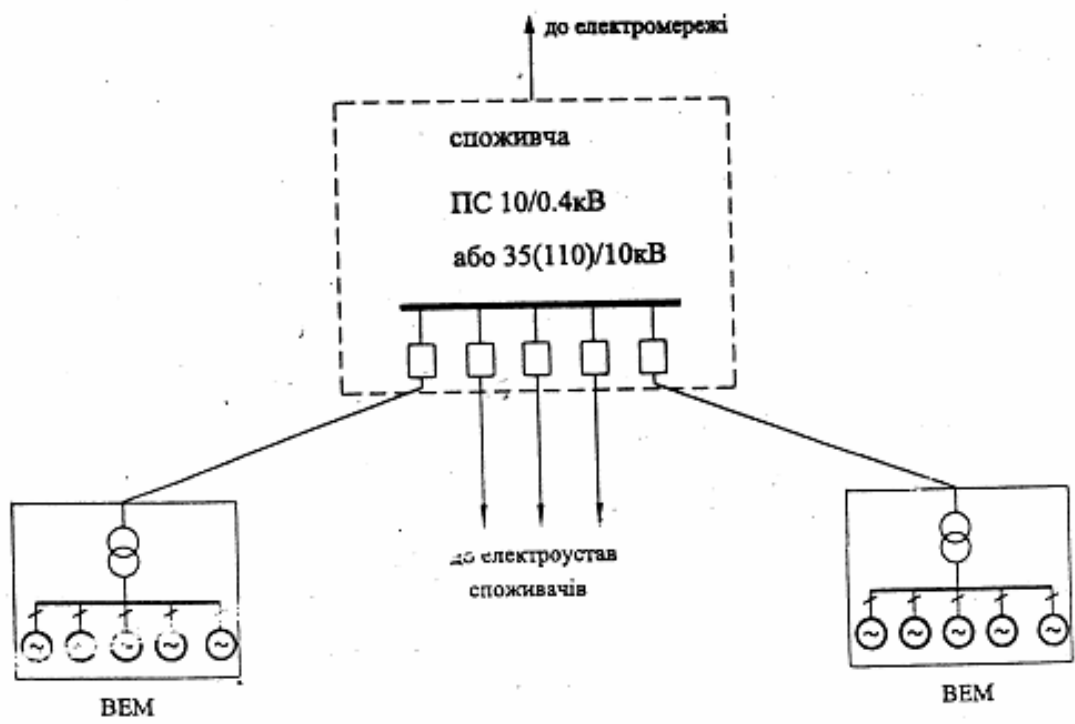 до електромережі
споживча
ПС 10/0.4кВ
або 35(110)/10кВ
до електроустав
споживачів
ВЕМ
ВЕМ